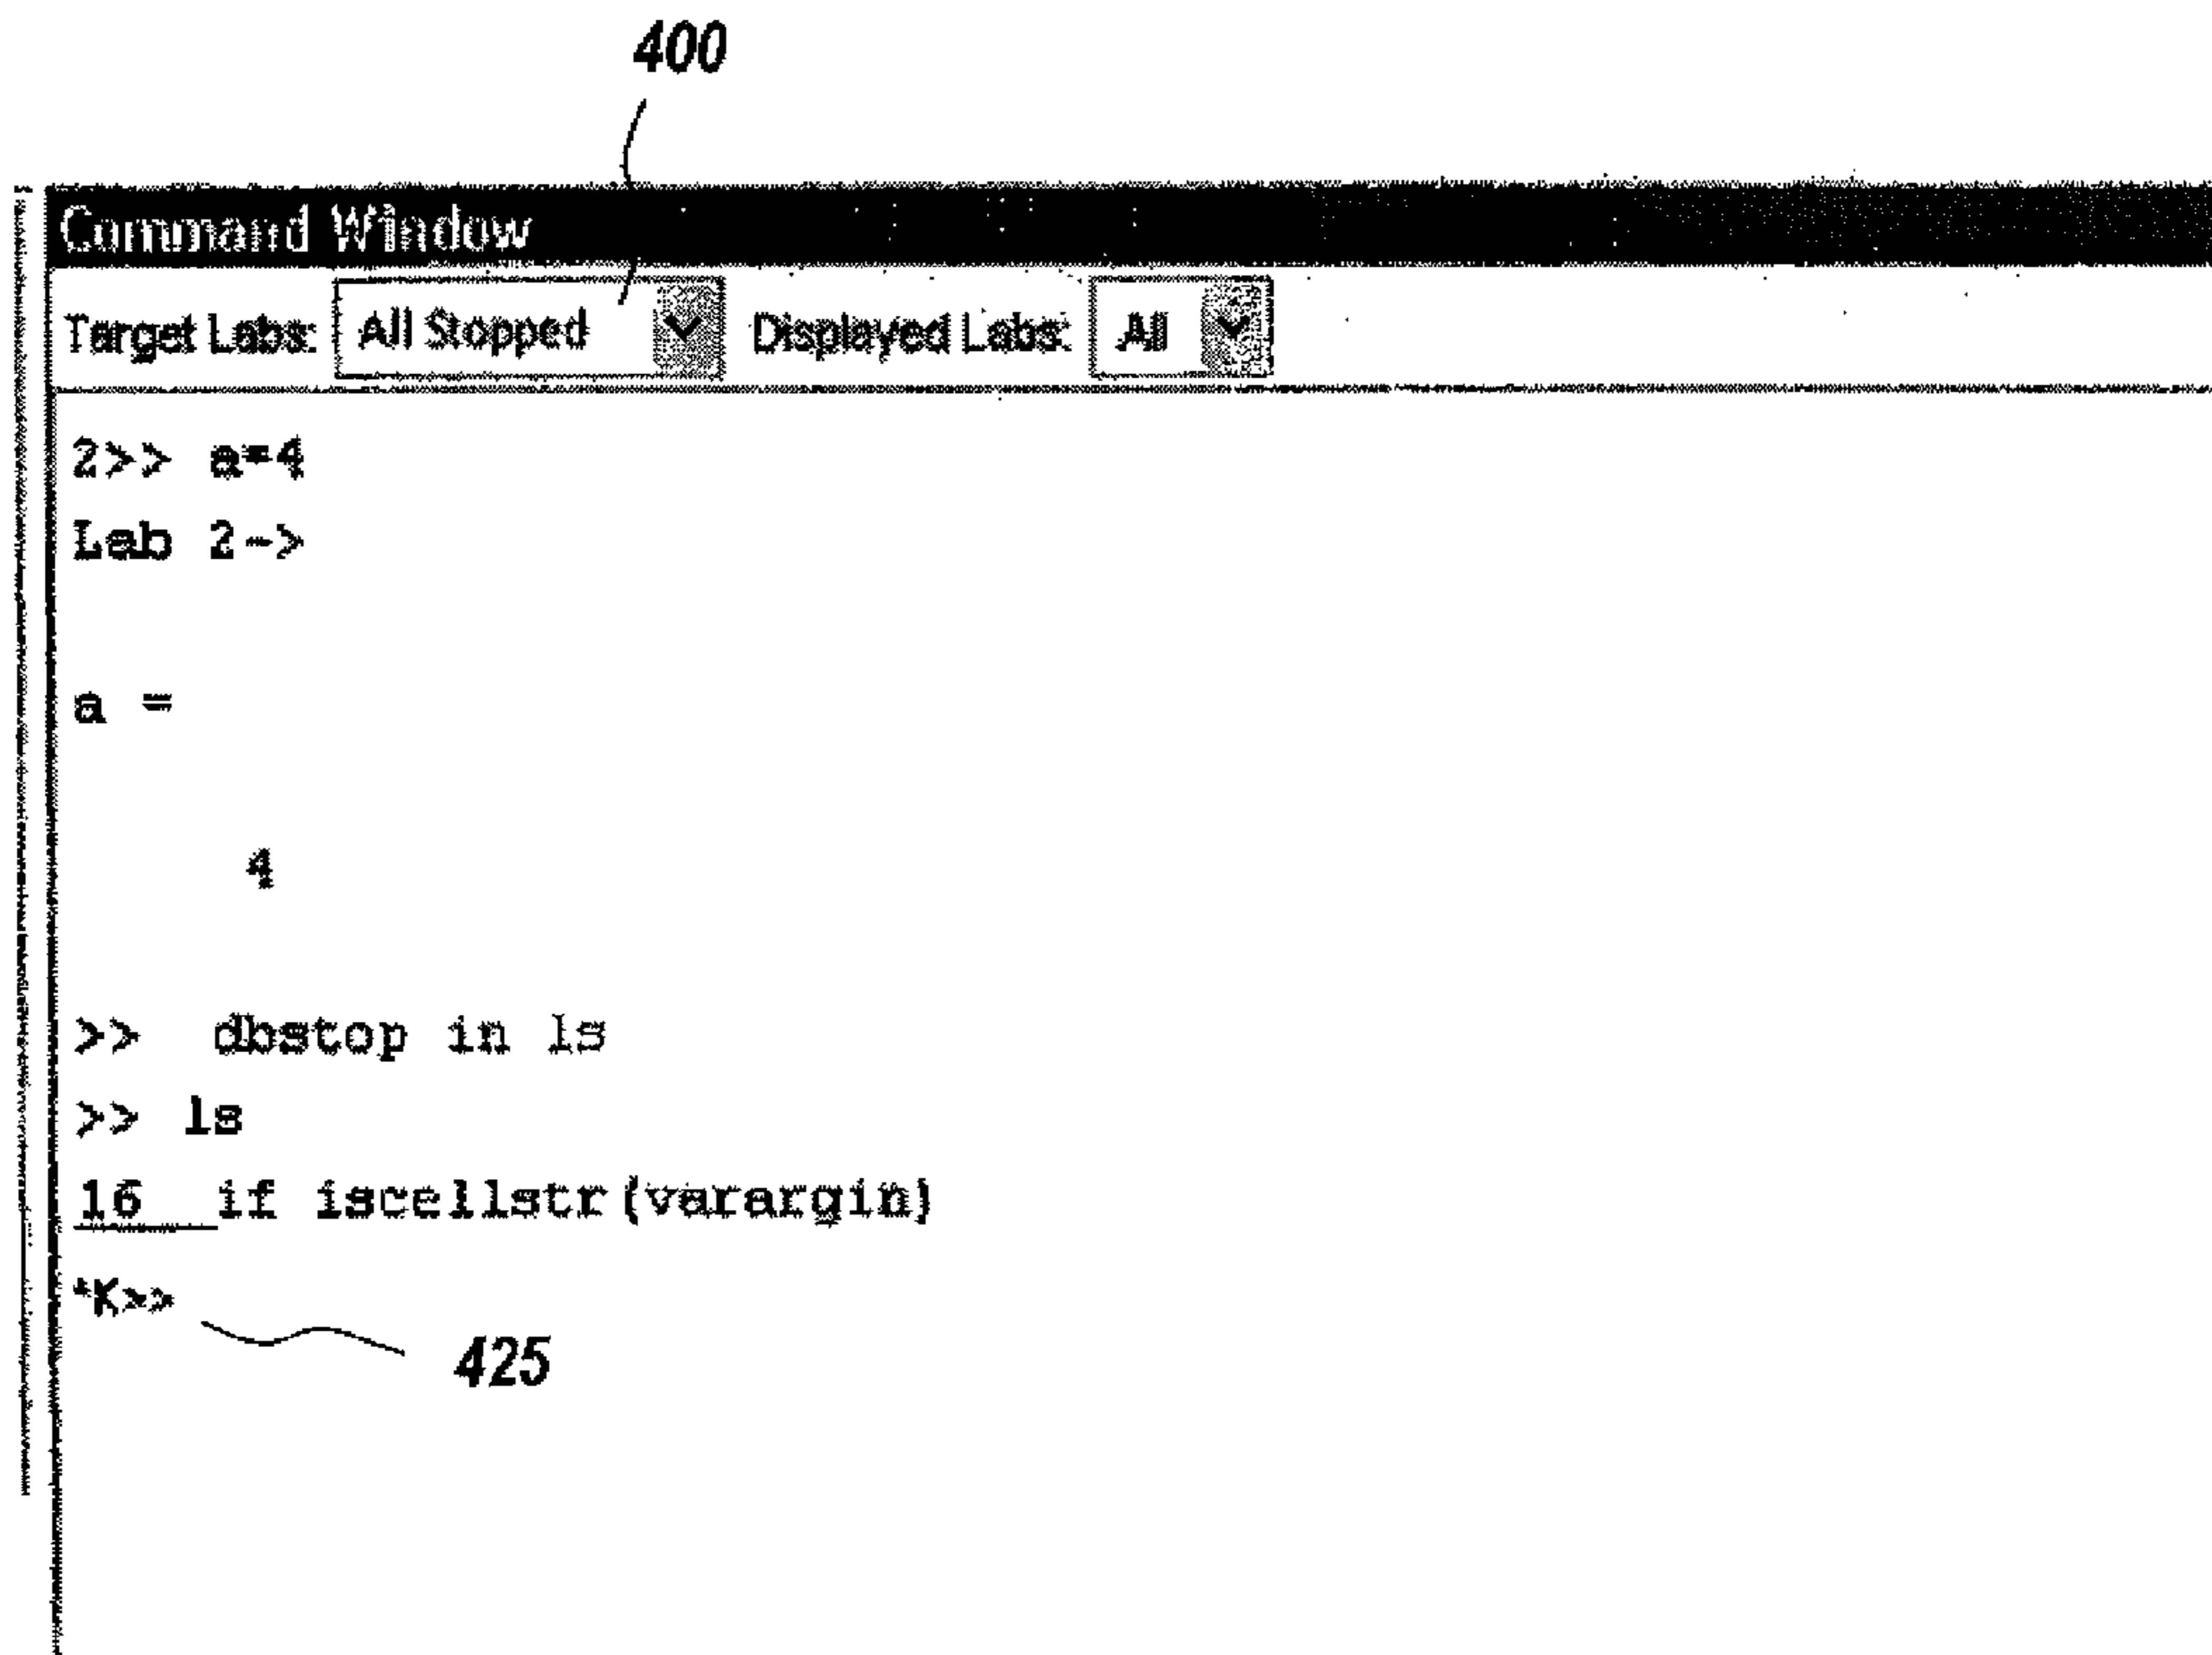 400
Command Window
Target Labs: All Stopped Displayed Labs: All
2>> a=4
Lab 2->
a =
4
>> dbstop in ls
>> ls
16 if iscellstr(varargin)
*K>>
425